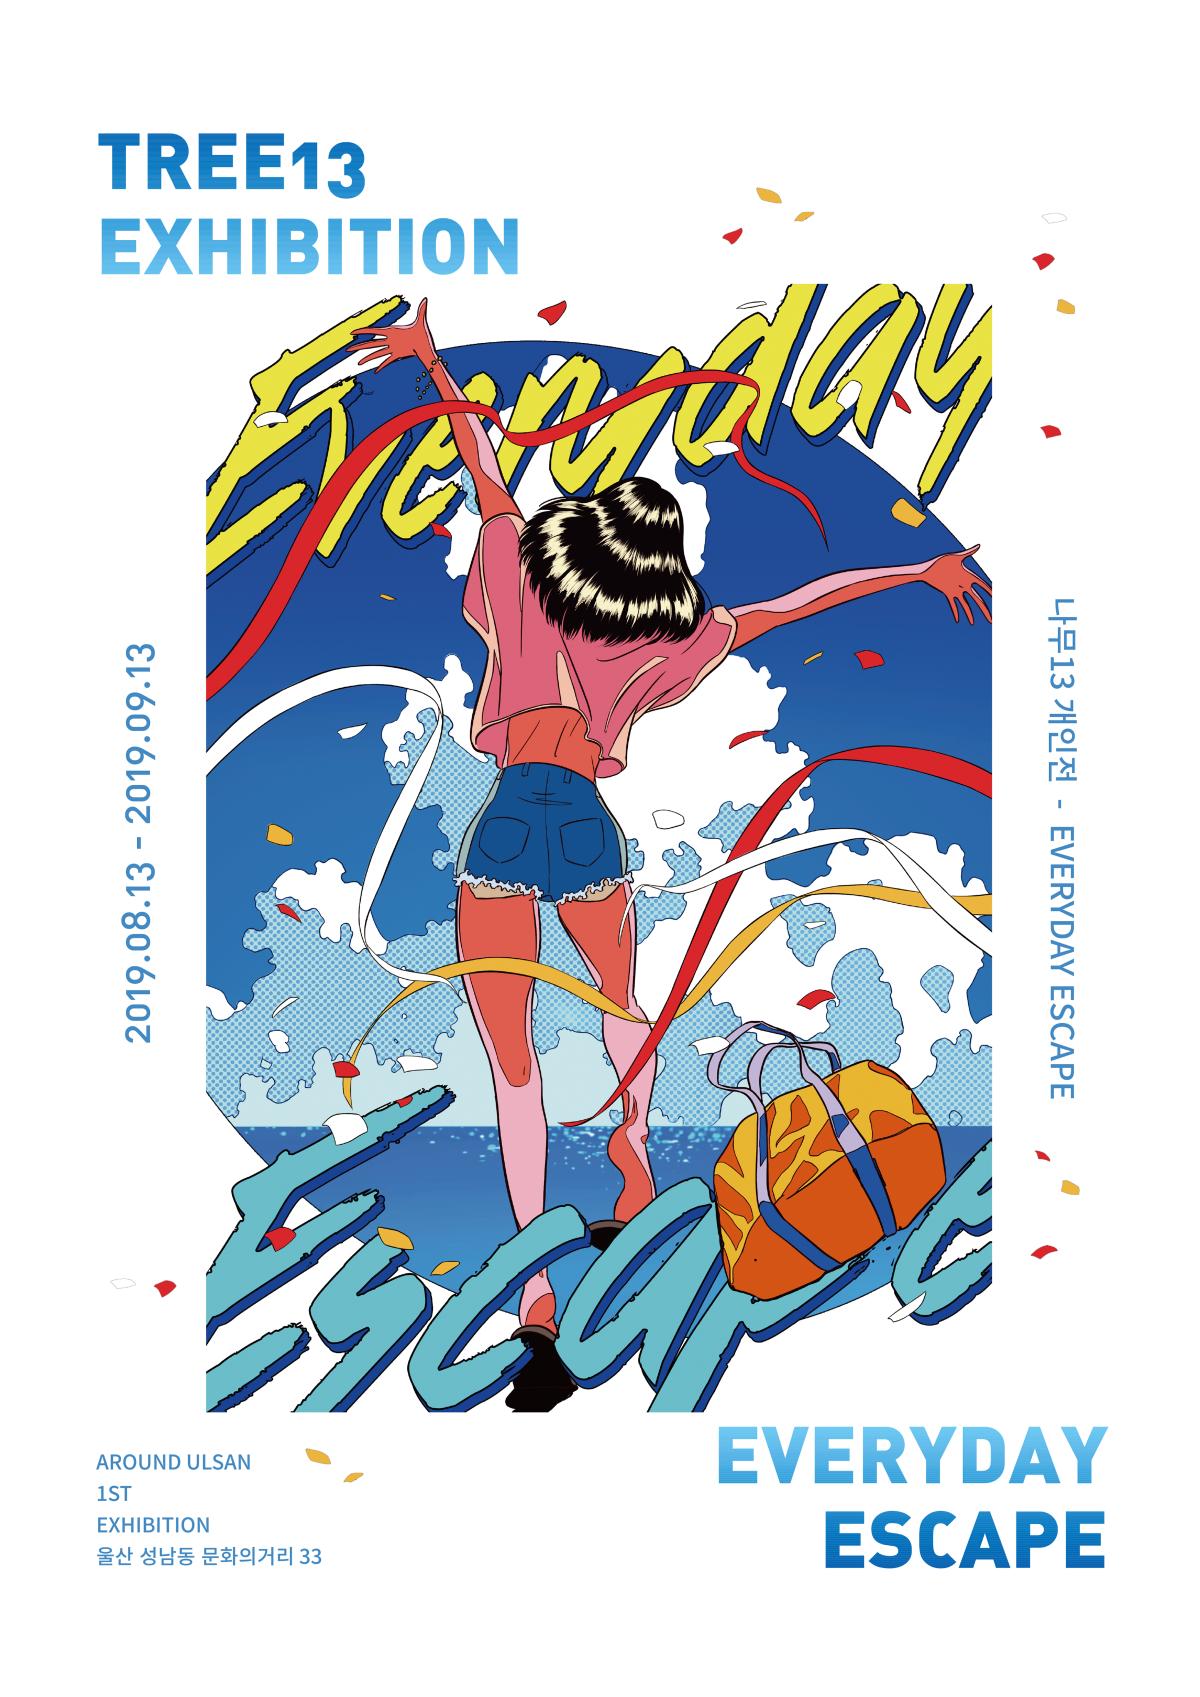 TREE13
EXHIBITION
Everyday
2019.08.13 - 2019.09.13
나무13 개인전 - EVERYDAY ESCAPE
Escape
EVERYDAY
ESCAPE
AROUND ULSAN
1ST
EXHIBITION
울산 성남동 문화의거리 33